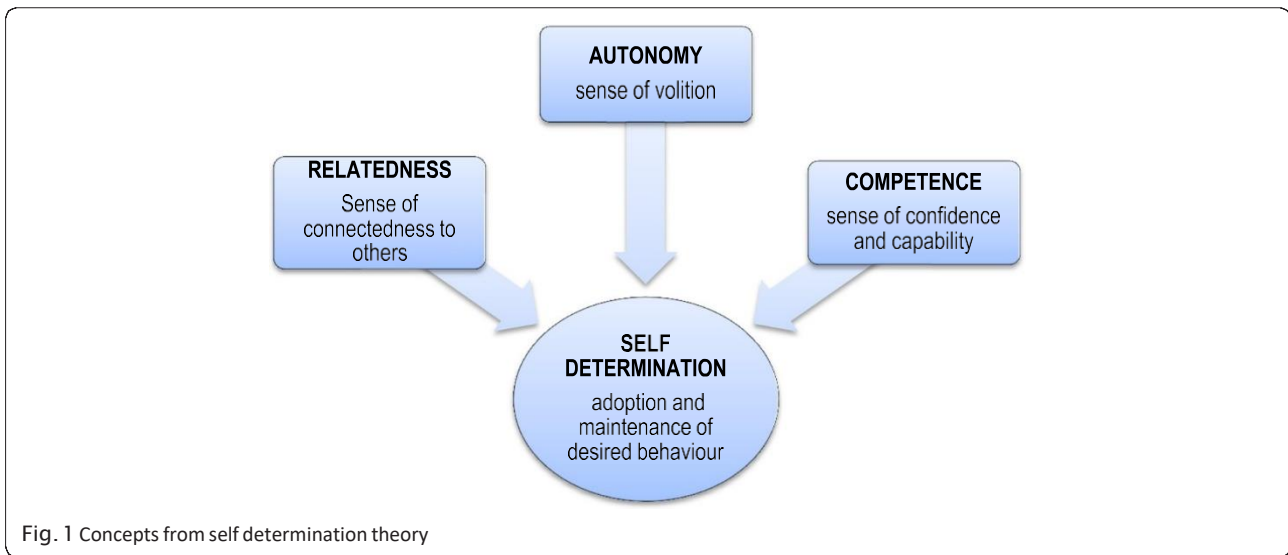 AUTONOMY
sense of volition
RELATEDNESS
Sense of
connectedness to
others
COMPETENCE
sense of confidence
and capability
SELF
DETERMINATION
adoption and
maintenance of
desired behaviour
Fig. 1 Concepts from self determination theory